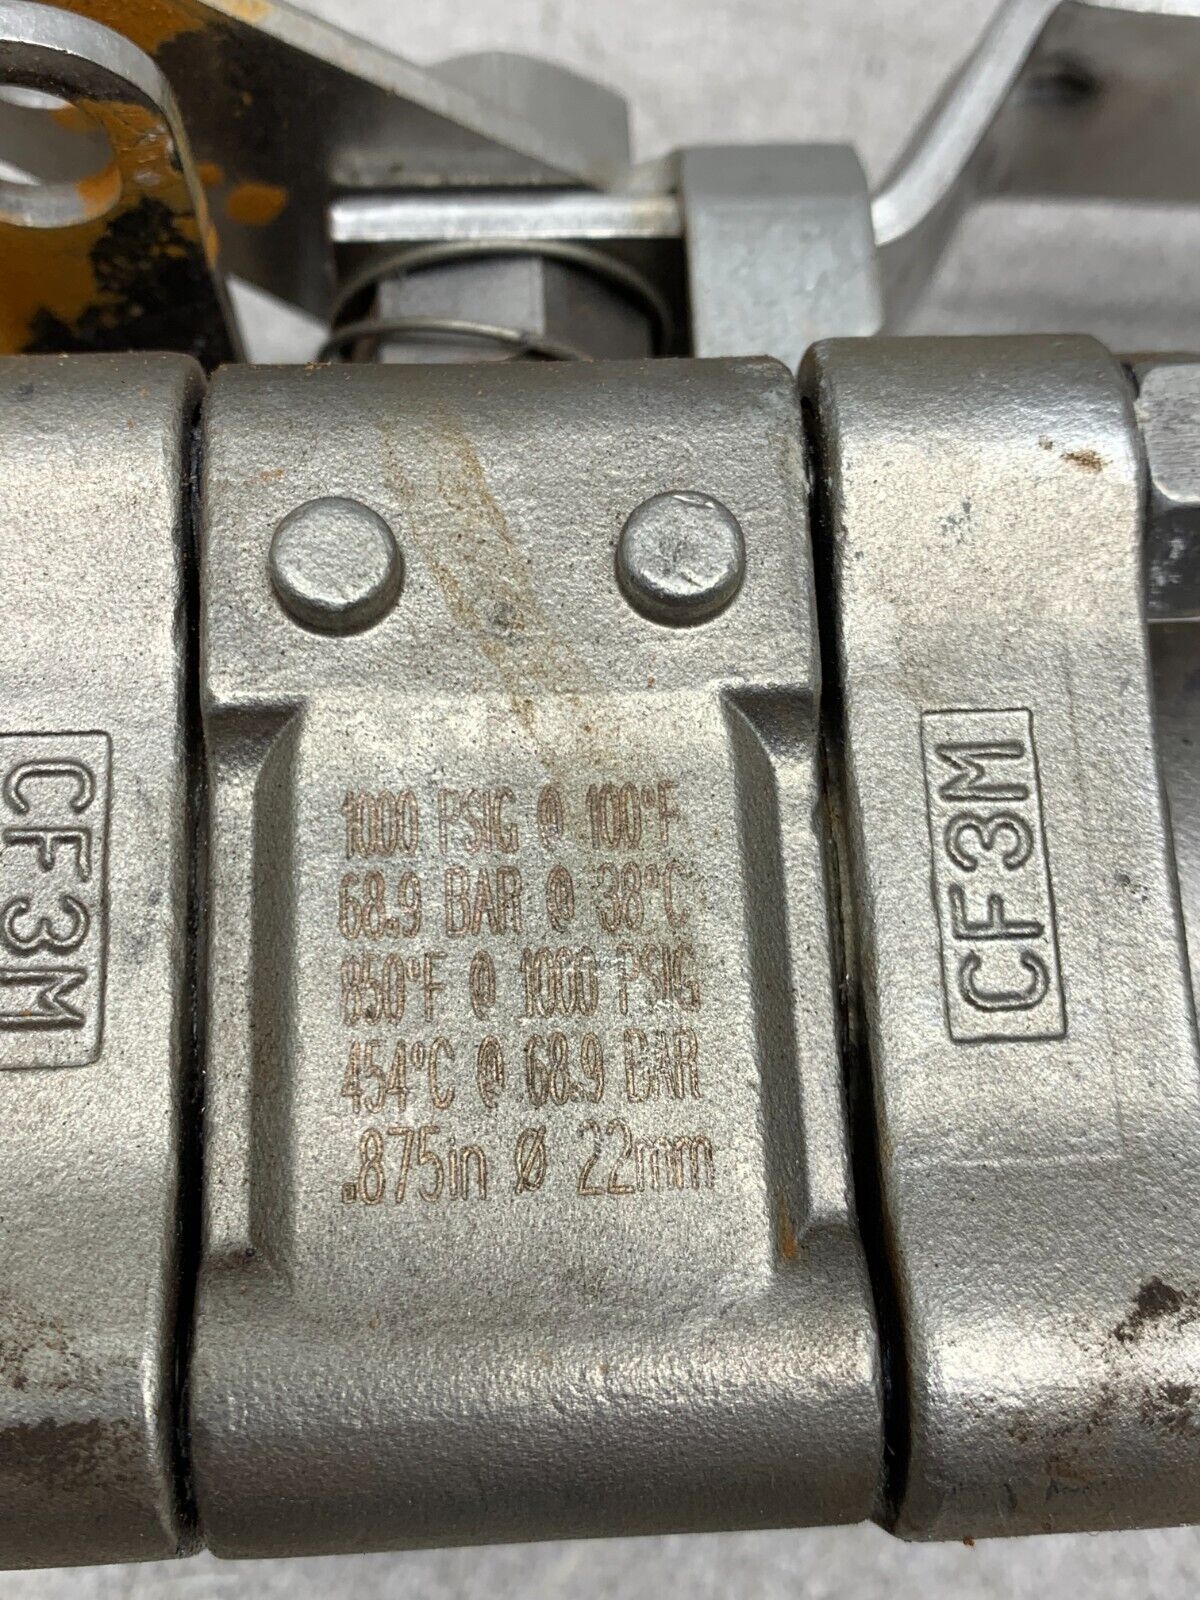 CF3M
1000 PSIG @ 100°F
68.9 BAR @ 38°C
850°F @ 1000 PSIG
454°C @ 68.9 BAR
.875in Ø 22mm
CF3M